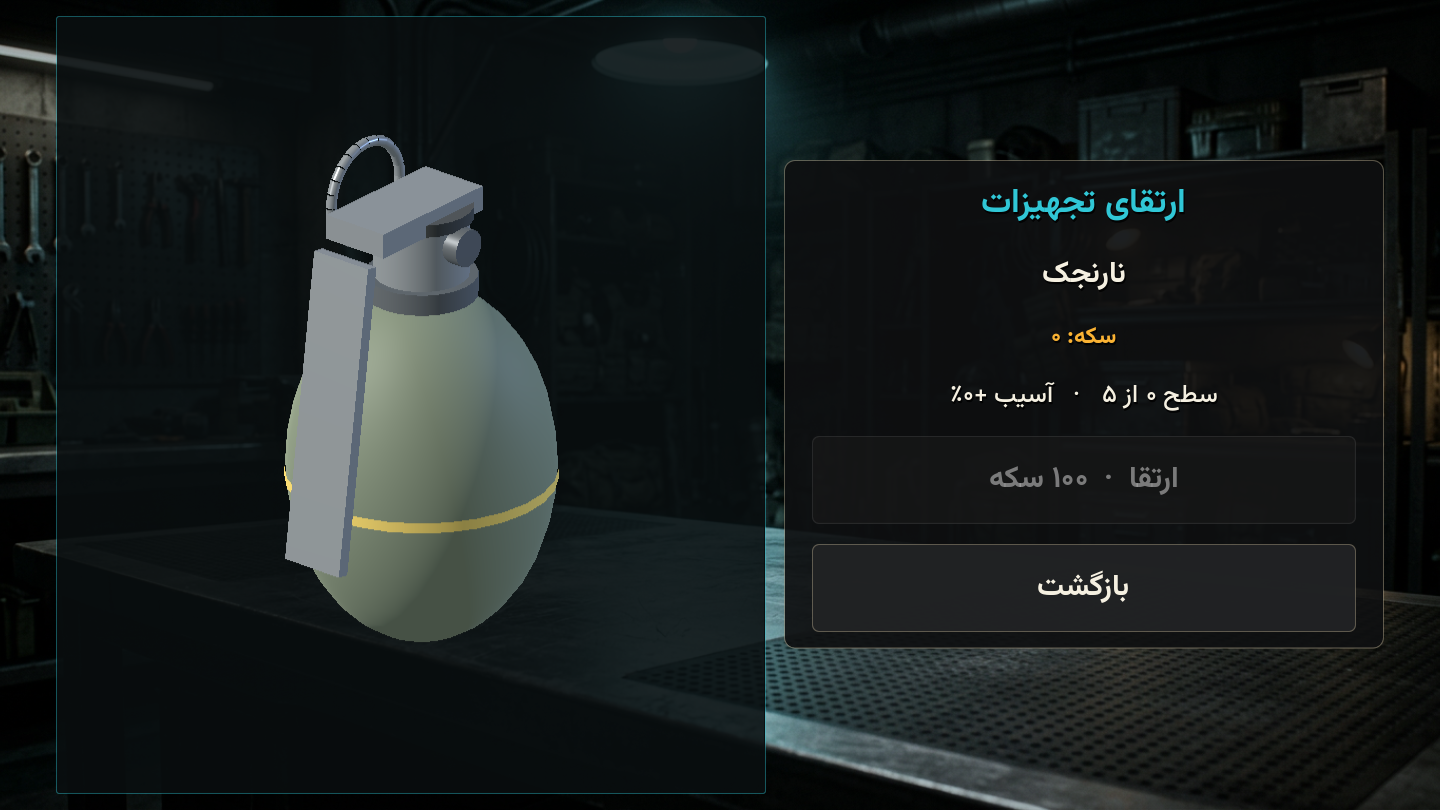 ارتقای تجهیزات
نارنجک
سکه: ۰
سطح ۰ از ۵ · آسیب +۰٪
ارتقا · ۱۰۰ سکه
بازگشت